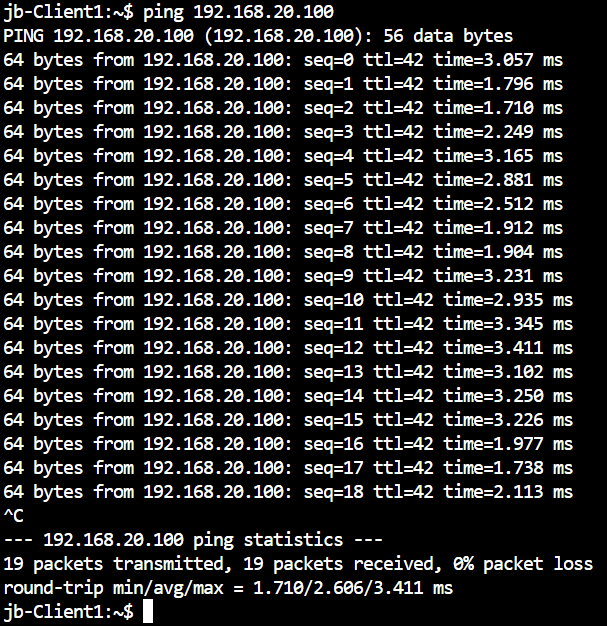 jb-Client1:~$ ping 192.168.20.100
PING 192.168.20.100 (192.168.20.100): 56 data bytes
64 bytes from 192.168.20.100: seq=0 ttl=42 time=3.057 ms
64 bytes from 192.168.20.100: seq=1 ttl=42 time=1.796 ms
64 bytes from 192.168.20.100: seq=2 ttl=42 time=1.710 ms
64 bytes from 192.168.20.100: seq=3 ttl=42 time=2.249 ms
64 bytes from 192.168.20.100: seq=4 ttl=42 time=3.165 ms
64 bytes from 192.168.20.100: seq=5 ttl=42 time=2.881 ms
64 bytes from 192.168.20.100: seq=6 ttl=42 time=2.512 ms
64 bytes from 192.168.20.100: seq=7 ttl=42 time=1.912 ms
64 bytes from 192.168.20.100: seq=8 ttl=42 time=1.904 ms
64 bytes from 192.168.20.100: seq=9 ttl=42 time=3.231 ms
64 bytes from 192.168.20.100: seq=10 ttl=42 time=2.935 ms
64 bytes from 192.168.20.100: seq=11 ttl=42 time=3.345 ms
64 bytes from 192.168.20.100: seq=12 ttl=42 time=3.411 ms
64 bytes from 192.168.20.100: seq=13 ttl=42 time=3.102 ms
64 bytes from 192.168.20.100: seq=14 ttl=42 time=3.250 ms
64 bytes from 192.168.20.100: seq=15 ttl=42 time=3.226 ms
64 bytes from 192.168.20.100: seq=16 ttl=42 time=1.977 ms
64 bytes from 192.168.20.100: seq=17 ttl=42 time=1.738 ms
64 bytes from 192.168.20.100: seq=18 ttl=42 time=2.113 ms
^C
--- 192.168.20.100 ping statistics ---
19 packets transmitted, 19 packets received, 0% packet loss
round-trip min/avg/max = 1.710/2.606/3.411 ms
jb-Client1:~$